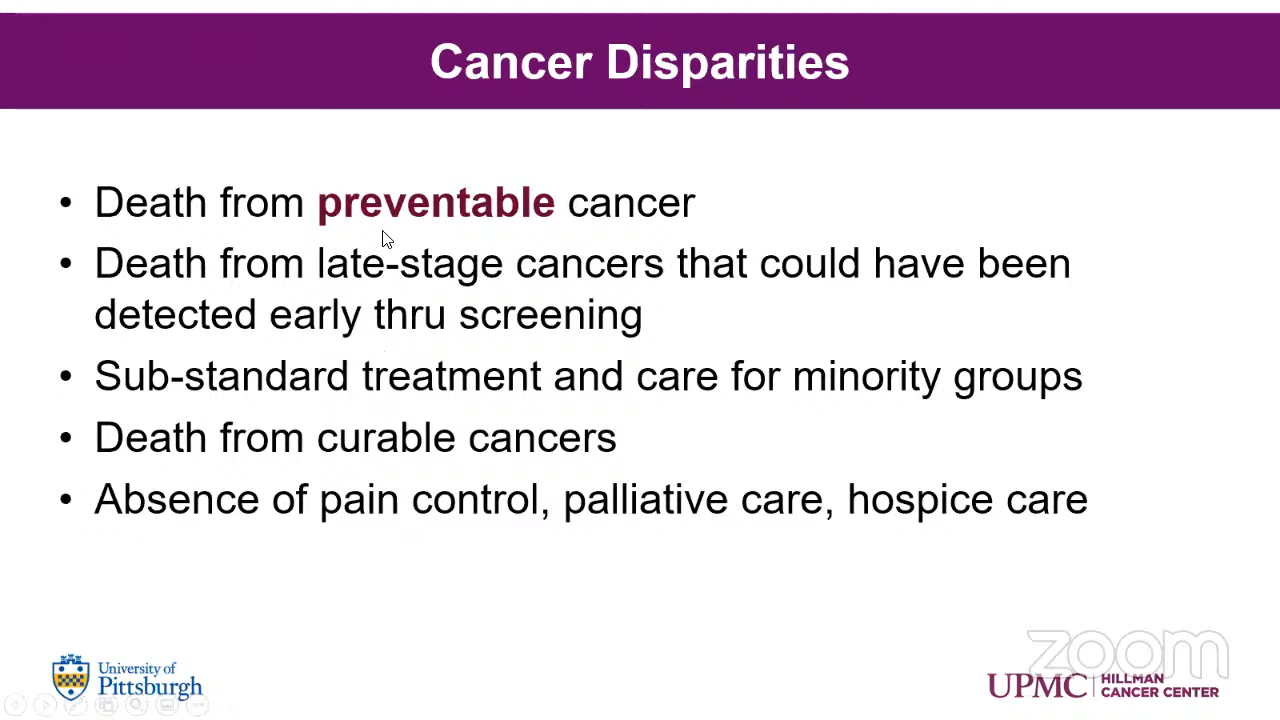 Cancer Disparities
• Death from preventable cancer
• Death from late-stage cancers that could have been
detected early thru screening
• Sub-standard treatment and care for minority groups
• Death from curable cancers
• Absence of pain control, palliative care, hospice care
University of
Pittsburgh
zoom
UPMC HILLMAN
CANCER CENTER